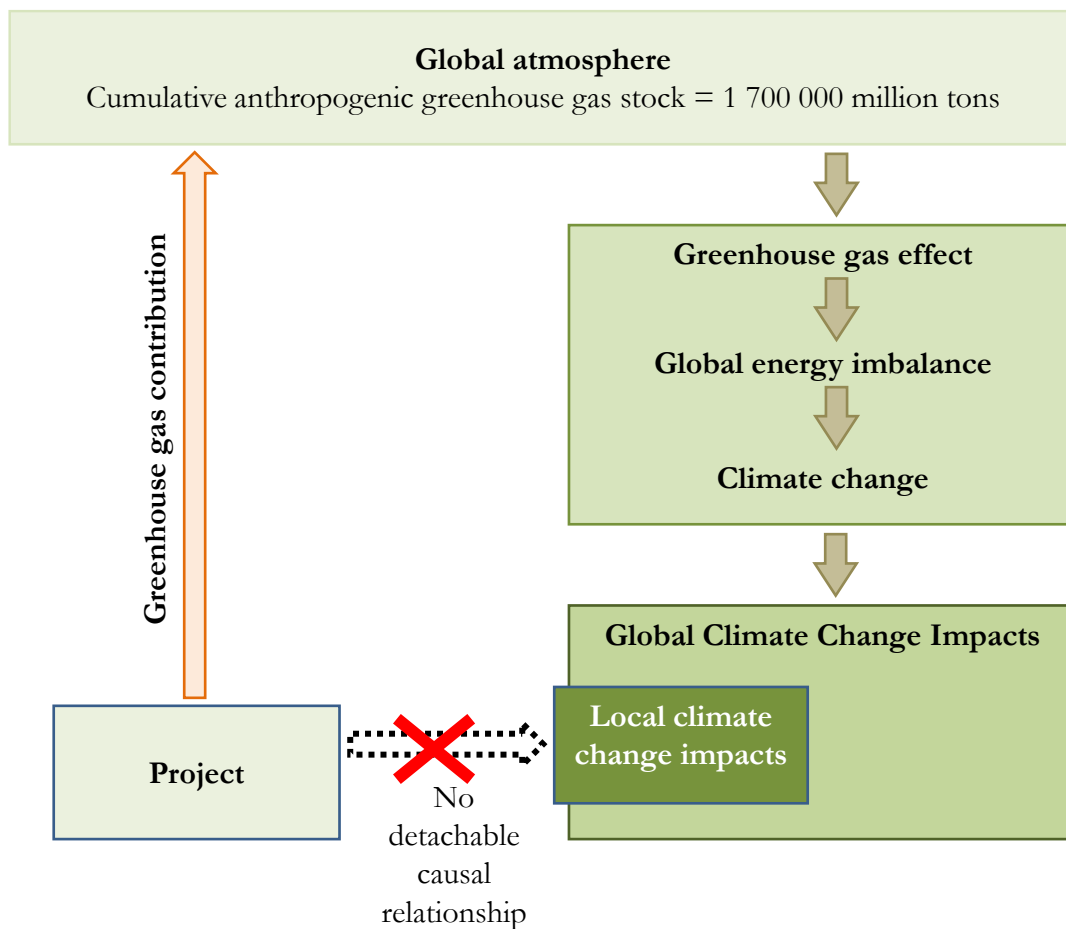 Global atmosphere
Cumulative anthropogenic greenhouse gas stock = 1 700 000 million tons
Greenhouse gas contribution
Greenhouse gas effect
Global energy imbalance
Climate change
Global Climate Change Impacts
Local climate
change impacts
Project
No
detachable
causal
relationship